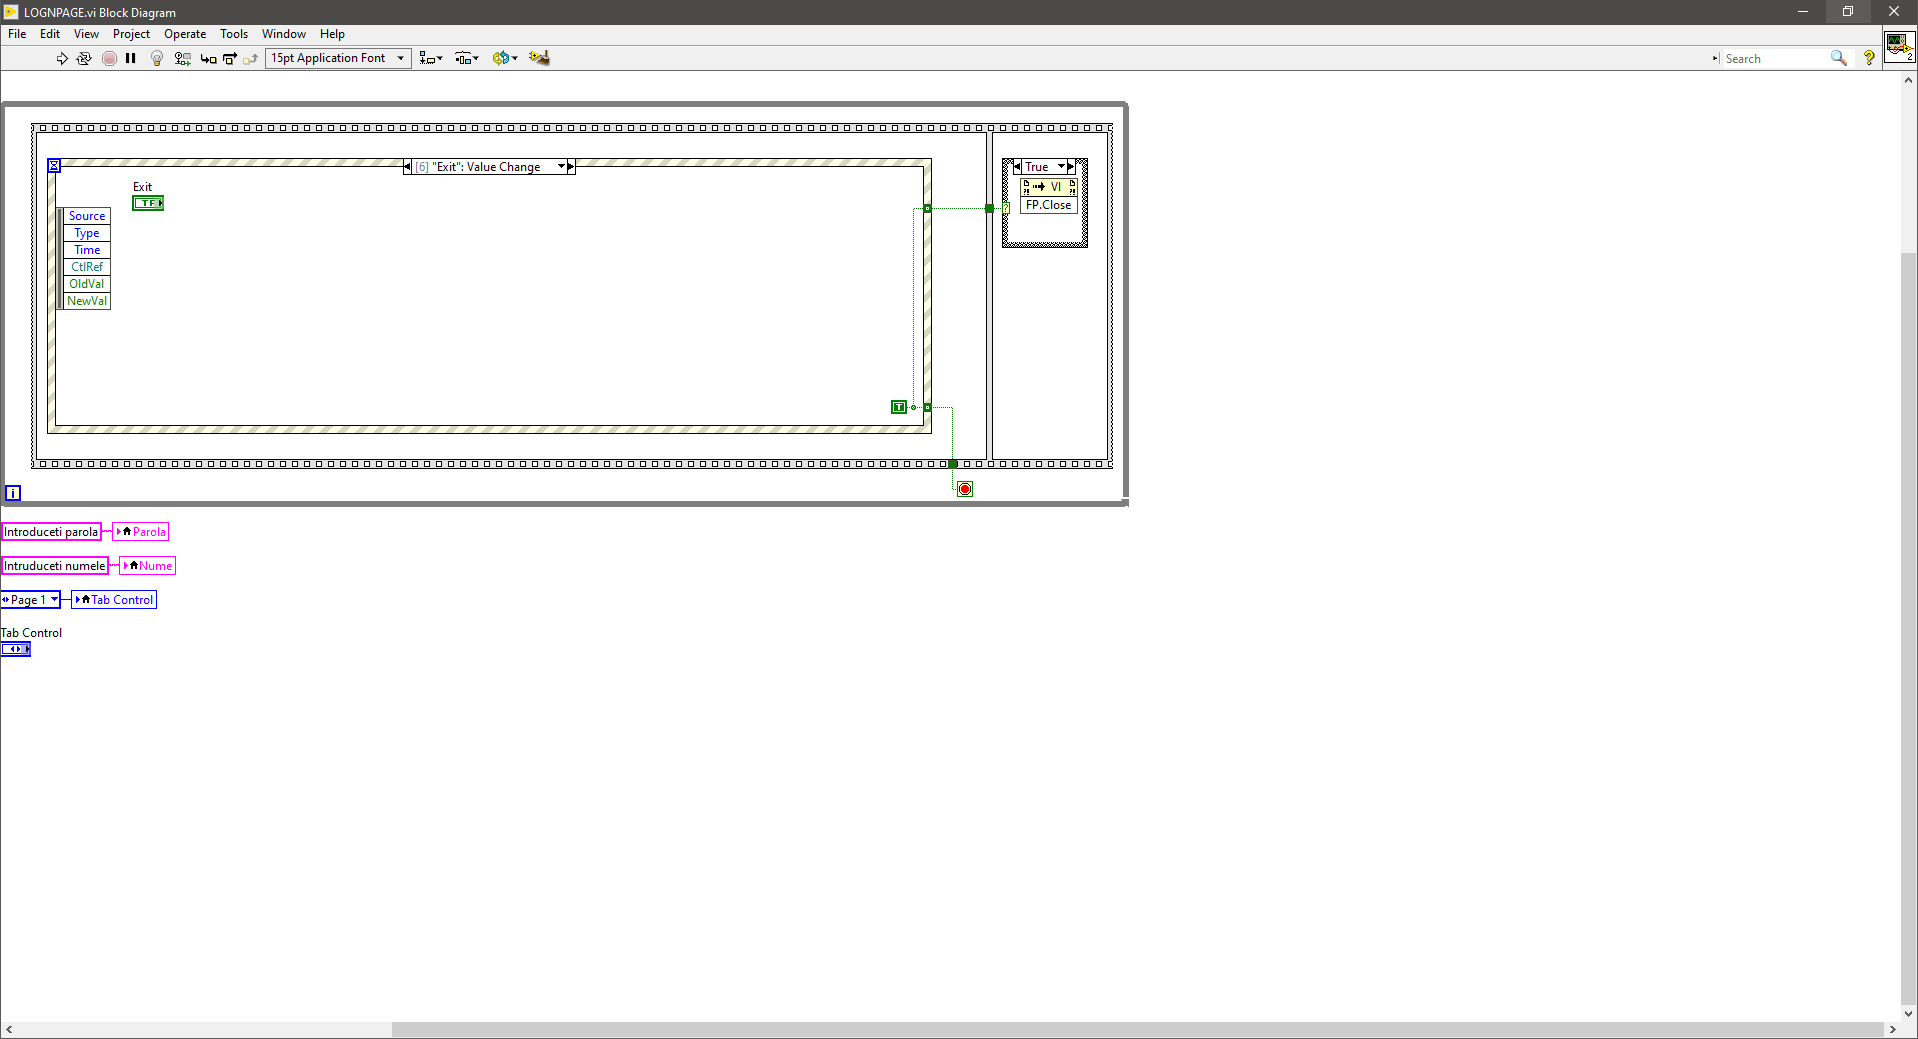 LOGNPAGE.vi Block Diagram
File Edit View Project Operate Tools Window Help
15pt Application Font
Search
?
2
[6] "Exit": Value Change
True
Exit
TF
VI
FP.Close
?
Source
Type
Time
CtlRef
OldVal
NewVal
T
i
Introduceti parola
Parola
Intruduceti numele
Nume
Page 1
Tab Control
Tab Control